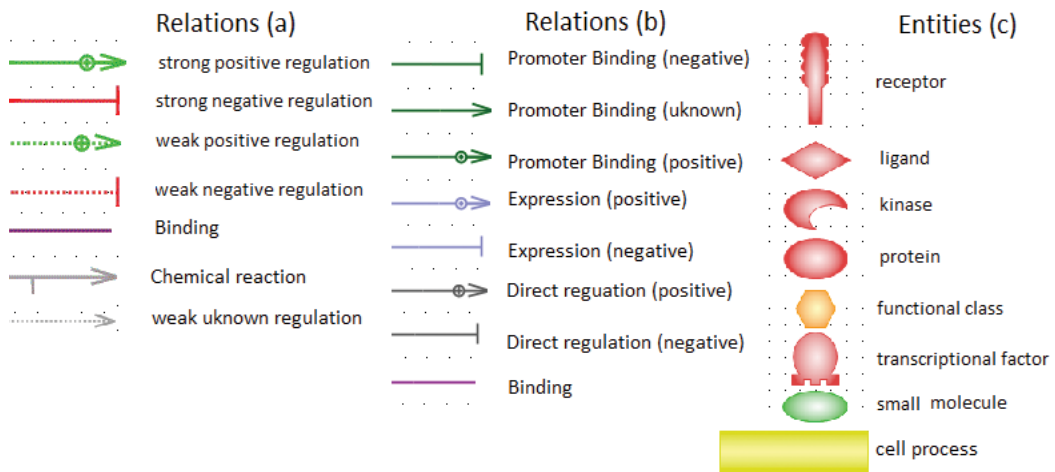 Relations (a)
strong positive regulation
strong negative regulation
weak positive regulation
weak negative regulation
Binding
Chemical reaction
weak uknown regulation
Relations (b)
Promoter Binding (negative)
Promoter Binding (uknown)
Promoter Binding (positive)
Expression (positive)
Expression (negative)
Direct reguation (positive)
Direct regulation (negative)
Binding
Entities (c)
receptor
ligand
kinase
protein
functional class
transcriptional factor
small molecule
cell process